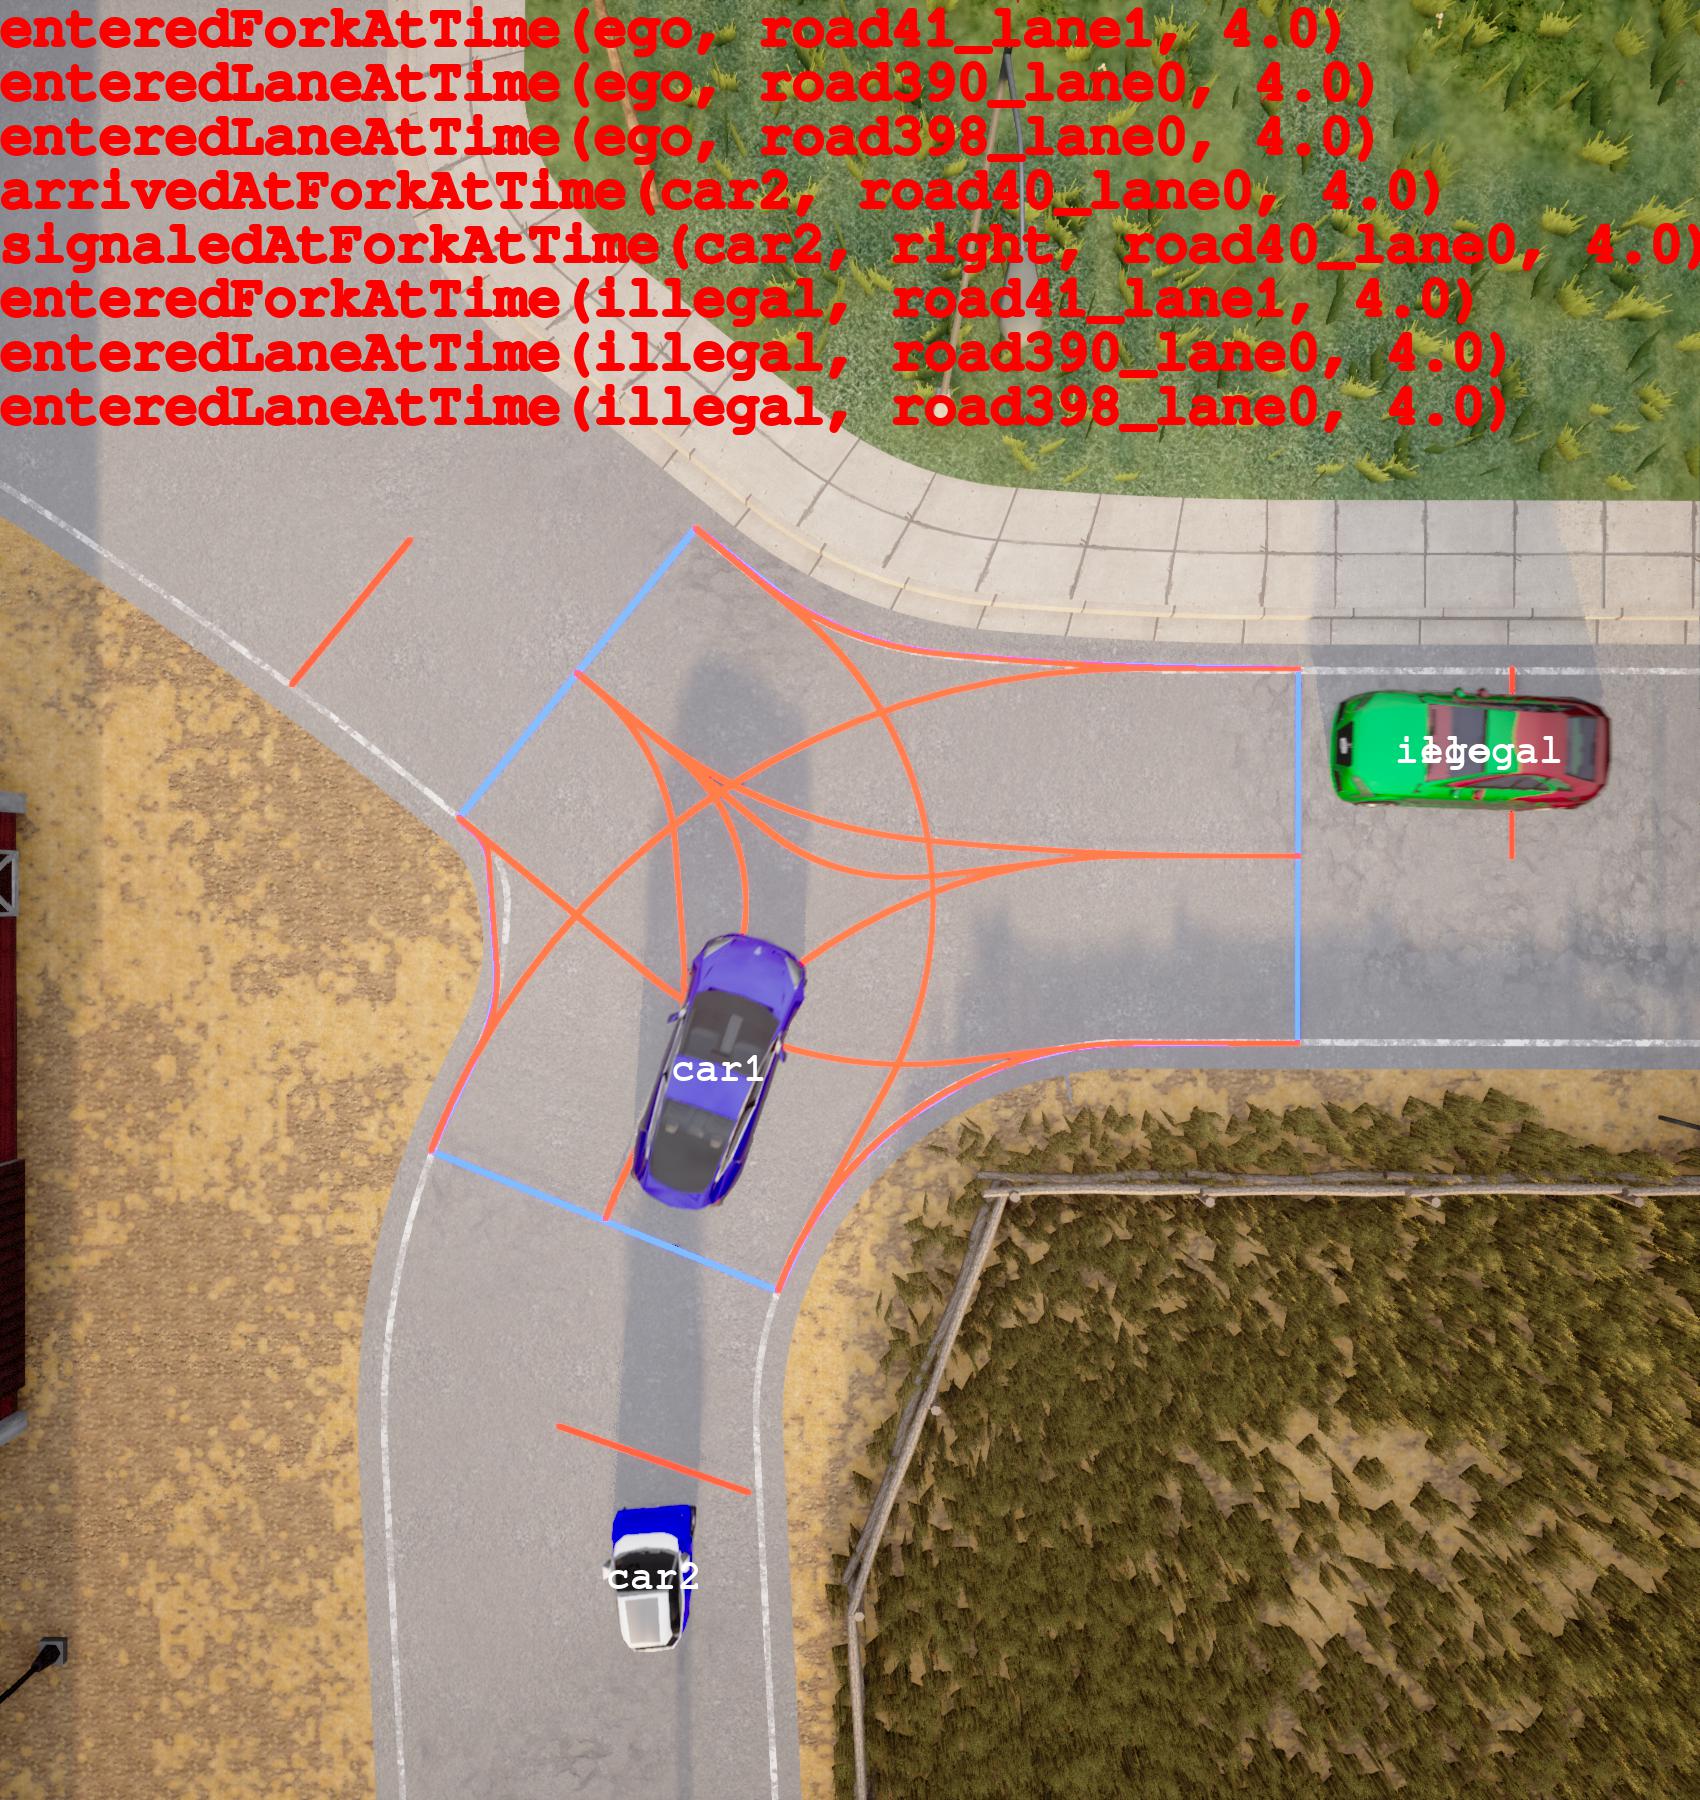 enteredForkAtTime(ego, road41_lane1, 4.0)
enteredLaneAtTime(ego, road390_lane0, 4.0)
enteredLaneAtTime(ego, road398_lane0, 4.0)
arrivedAtForkAtTime(car2, road40_lane0, 4.0)
signaledAtForkAtTime(car2, right, road40_lane0, 4.0)
enteredForkAtTime(illegal, road41_lane1, 4.0)
enteredLaneAtTime(illegal, road390_lane0, 4.0)
enteredLaneAtTime(illegal, road398_lane0, 4.0)
illegal
ego
car1
car2